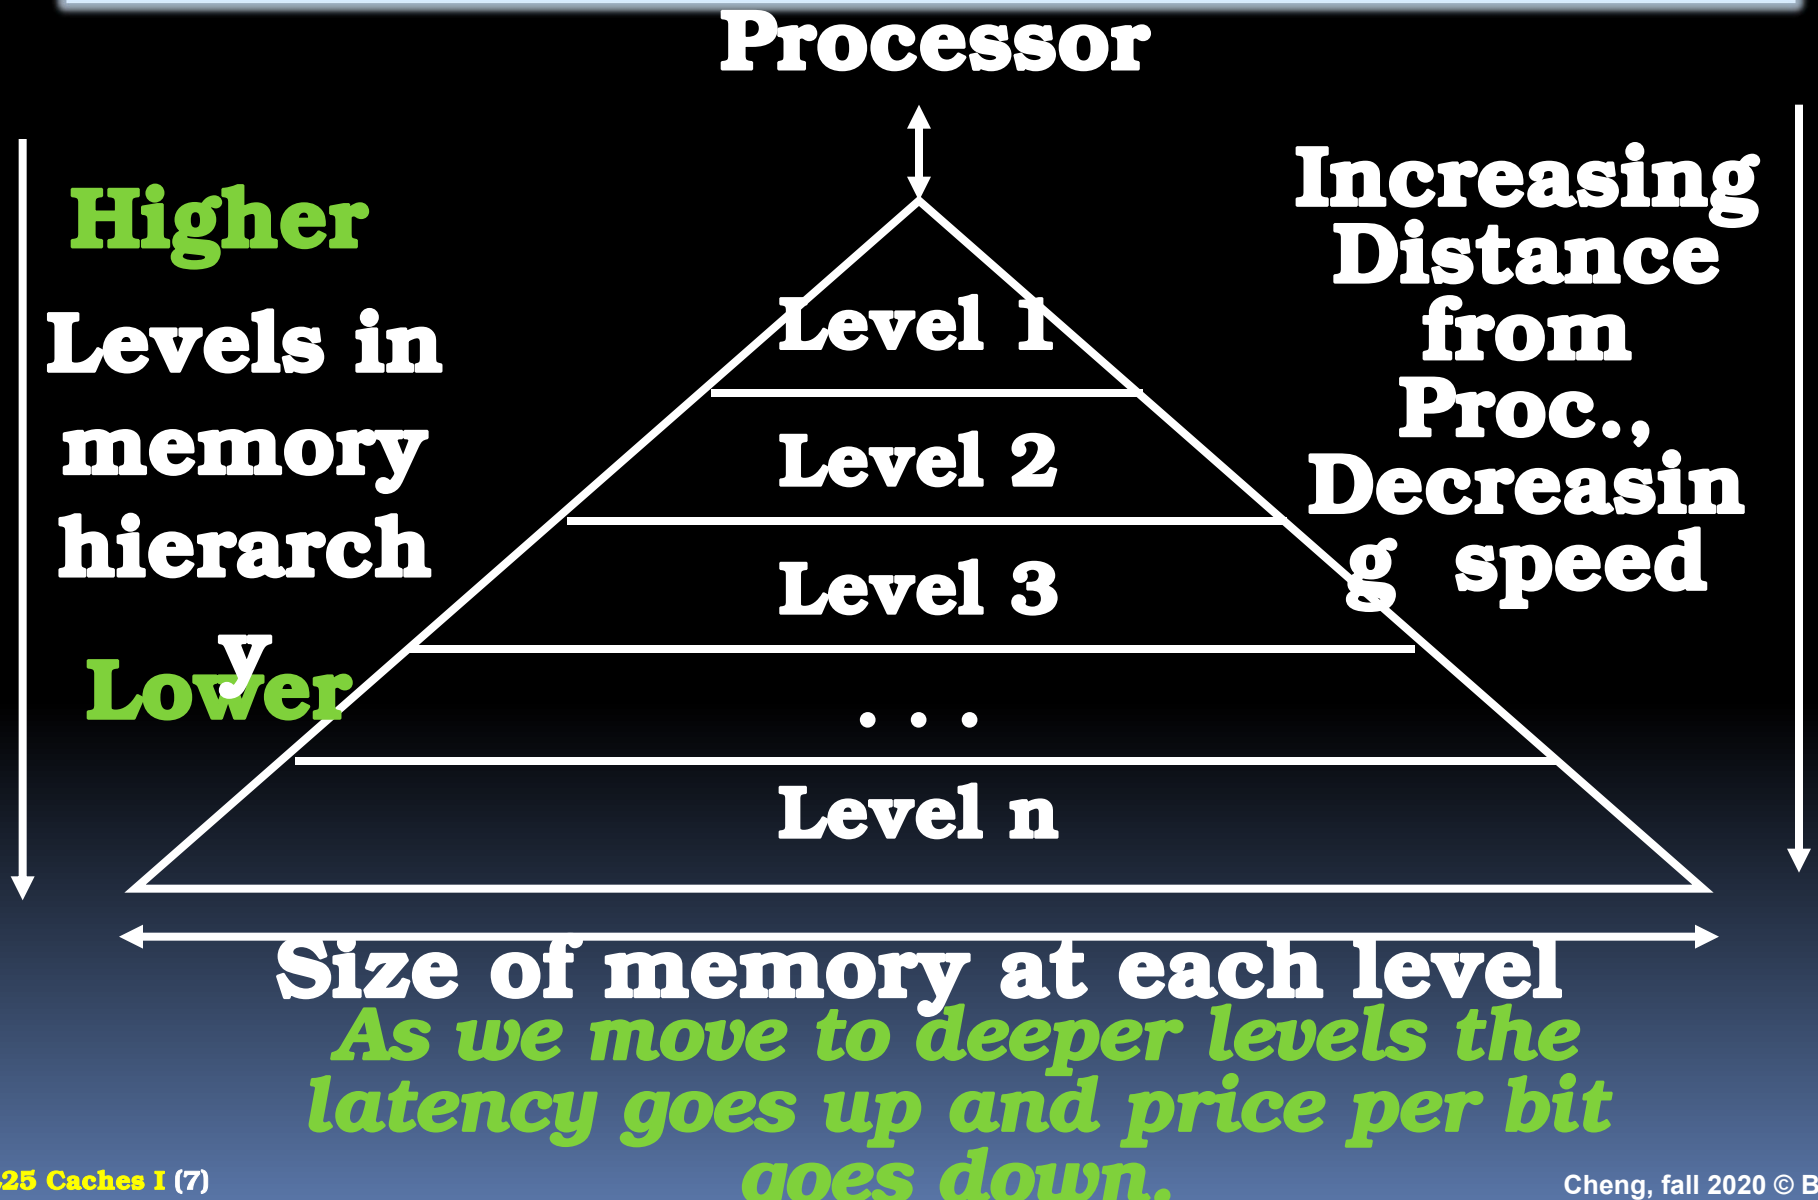 Processor
Higher
Levels in
memory
hierarch
y
Lower
Increasing
Distance
from
Proc.,
Decreasin
g speed
Level 1
Level 2
Level 3
. . .
Level n
Size of memory at each level
As we move to deeper levels the
latency goes up and price per bit
goes down.
25 Caches I (7)
Cheng, fall 2020 © B